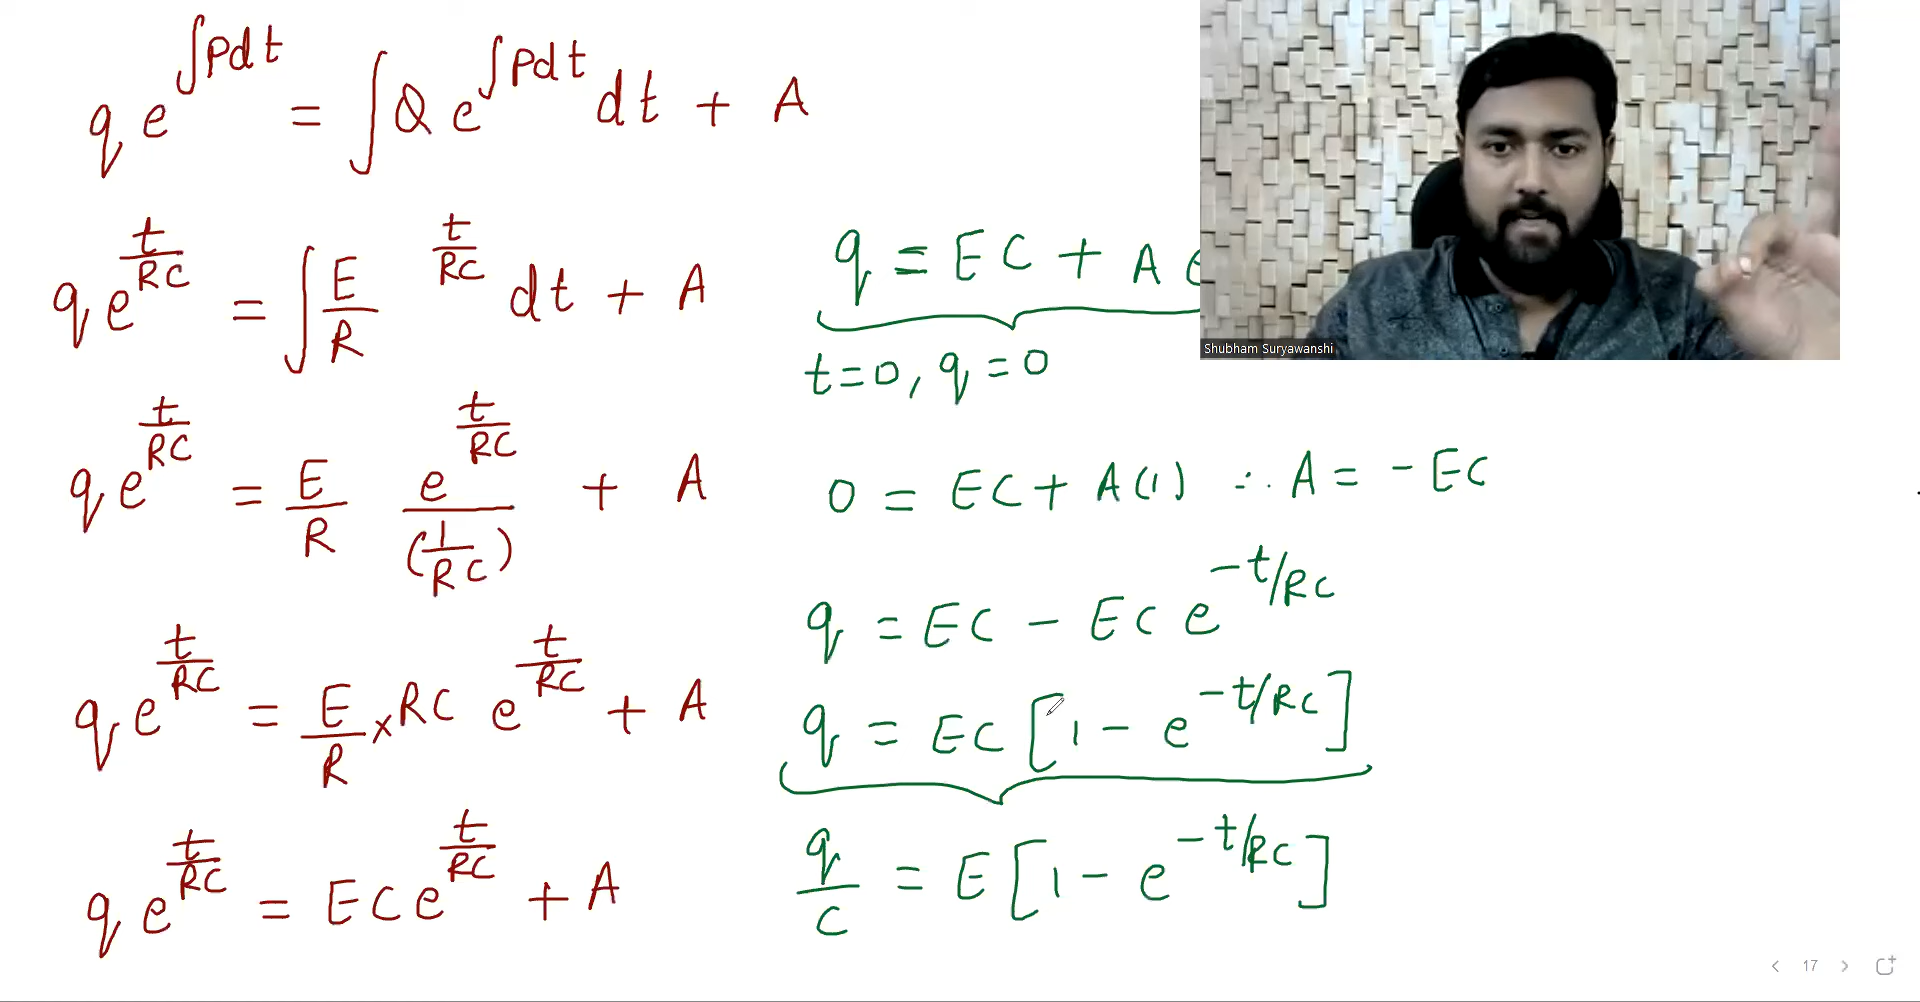 q e^{∫Pdt} = ∫ Q e^{∫Pdt} dt + A
q e^{t/RC} = ∫ E/R ^{t/RC} dt + A
q e^{t/RC} = E/R e^{t/RC}/(1/RC) + A
q e^{t/RC} = E/R × RC e^{t/RC} + A
q e^{t/RC} = EC e^{t/RC} + A
q = EC + A e
t=0, q=0
0 = EC + A(1) ∴ A = -EC
q = EC - EC e^{-t/RC}
q = EC [1 - e^{-t/RC}]
q/C = E [1 - e^{-t/RC}]
Shubham Suryawanshi
17